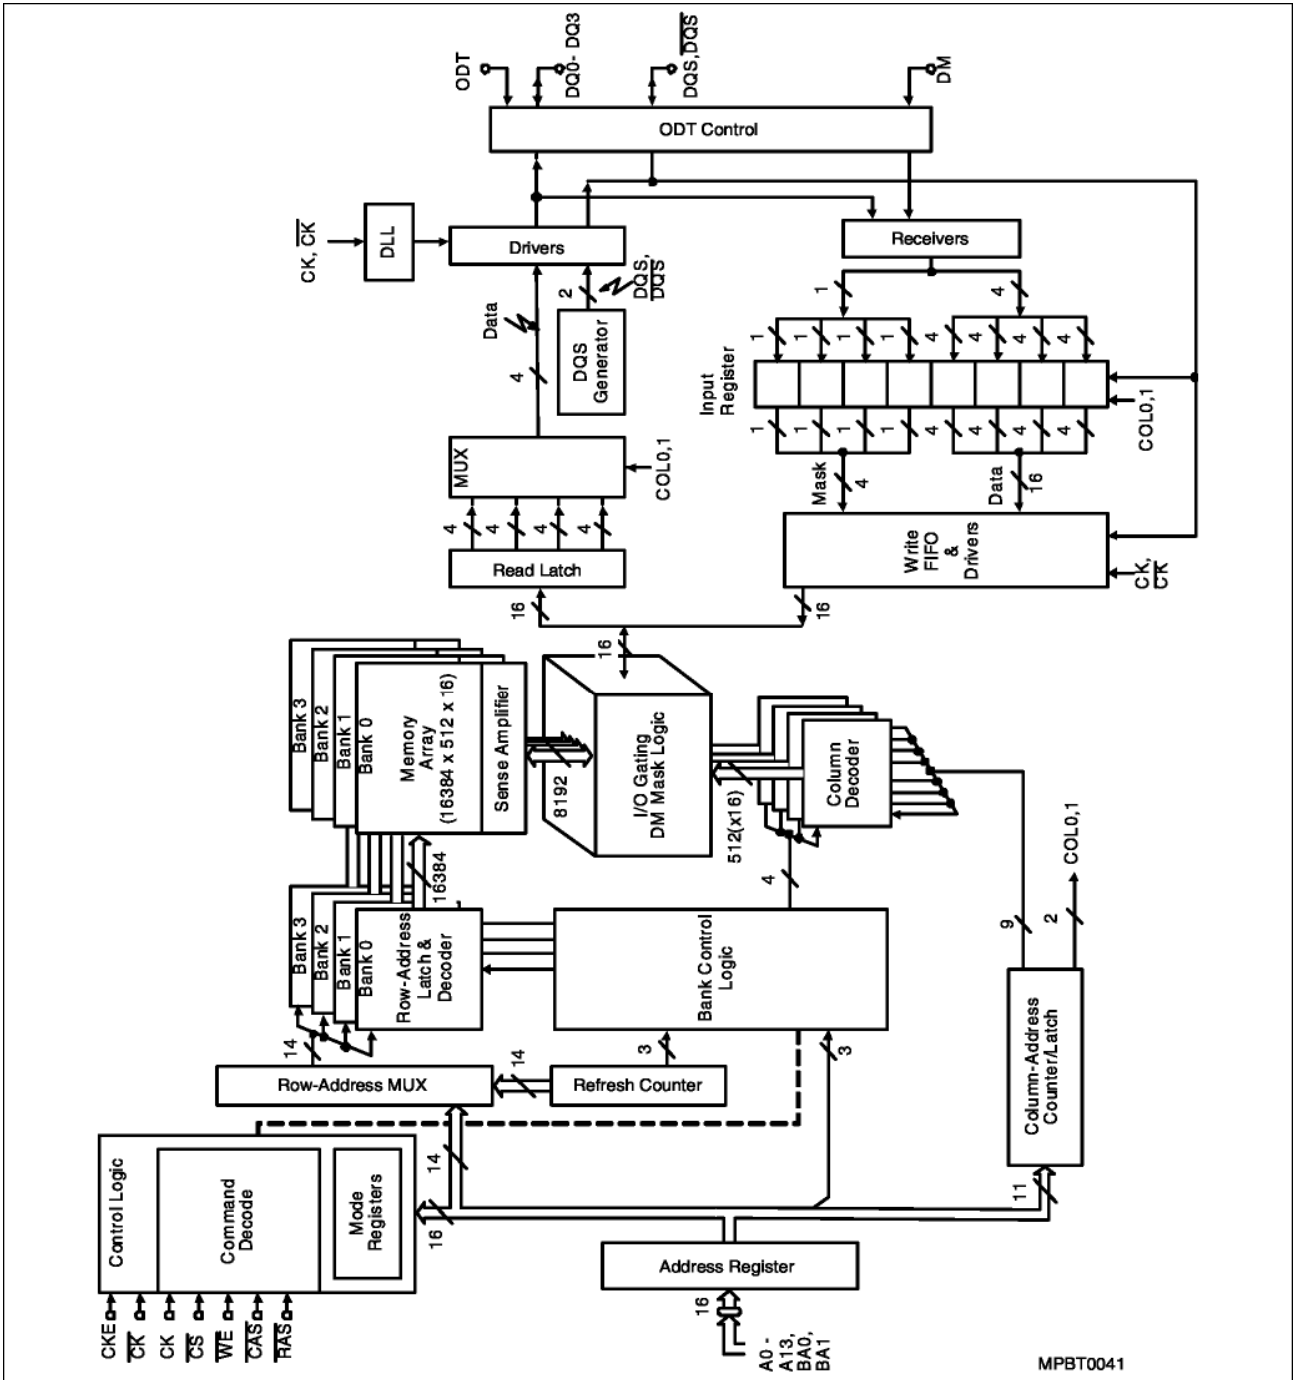 ODT
DQ0- DQ3
DQS,DQS
DM
ODT Control
CK, CK
DLL
Drivers
Receivers
2
DQS,
DQS
1
4
Data
DQS
Generator
4
1
1
1
1
4
4
4
4
Input
Register
COL0,1
1
1
1
1
4
4
4
4
MUX
COL0,1
Mask
4
Data
16
4
4
4
4
Read Latch
Write
FIFO
&
Drivers
CK,
CK
16
16
16
Bank 3
Bank 2
Bank 1
Bank 0
Memory
Array
(16384 x 512 x 16)
Sense Amplifier
8192
I/O Gating
DM Mask Logic
512(x16)
Column
Decoder
16384
4
COL0,1
Bank 3
Bank 2
Bank 1
Bank 0
Row-Address
Latch &
Decoder
Bank Control
Logic
9
2
14
14
3
3
Row-Address MUX
Refresh Counter
Column-Address
Counter/Latch
Control Logic
Command
Decode
Mode
Registers
14
16
11
Address Register
CKE
CK
CK
CS
WE
CAS
RAS
16
A0 -
A13,
BA0,
BA1
MPBT0041